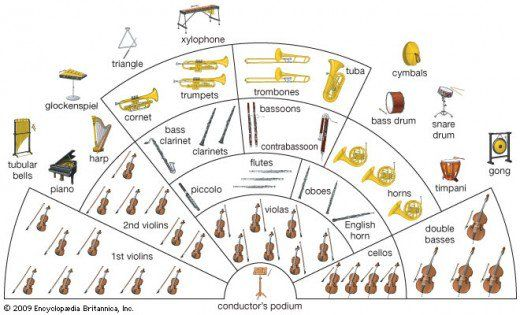 xylophone
triangle
tuba
cymbals
trombones
glockenspiel
trumpets
cornet
bass drum
snare
drum
bassoons
bass
clarinet
clarinets
contrabassoon
harp
tubular
bells
piano
flutes
piccolo
oboes
horns
timpani
gong
violas
2nd violins
English
horn
double
basses
1st violins
cellos
conductor's podium
© 2009 Encyclopædia Britannica, Inc.